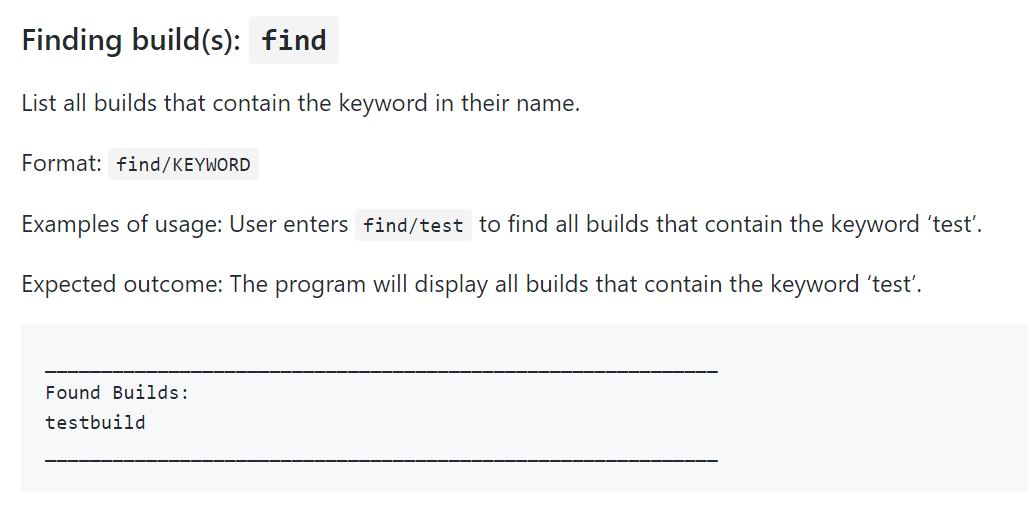 Finding build(s): find
List all builds that contain the keyword in their name.
Format: find/KEYWORD
Examples of usage: User enters find/test to find all builds that contain the keyword ‘test’.
Expected outcome: The program will display all builds that contain the keyword ‘test’.
____________________________________________________________
Found Builds:
testbuild
____________________________________________________________